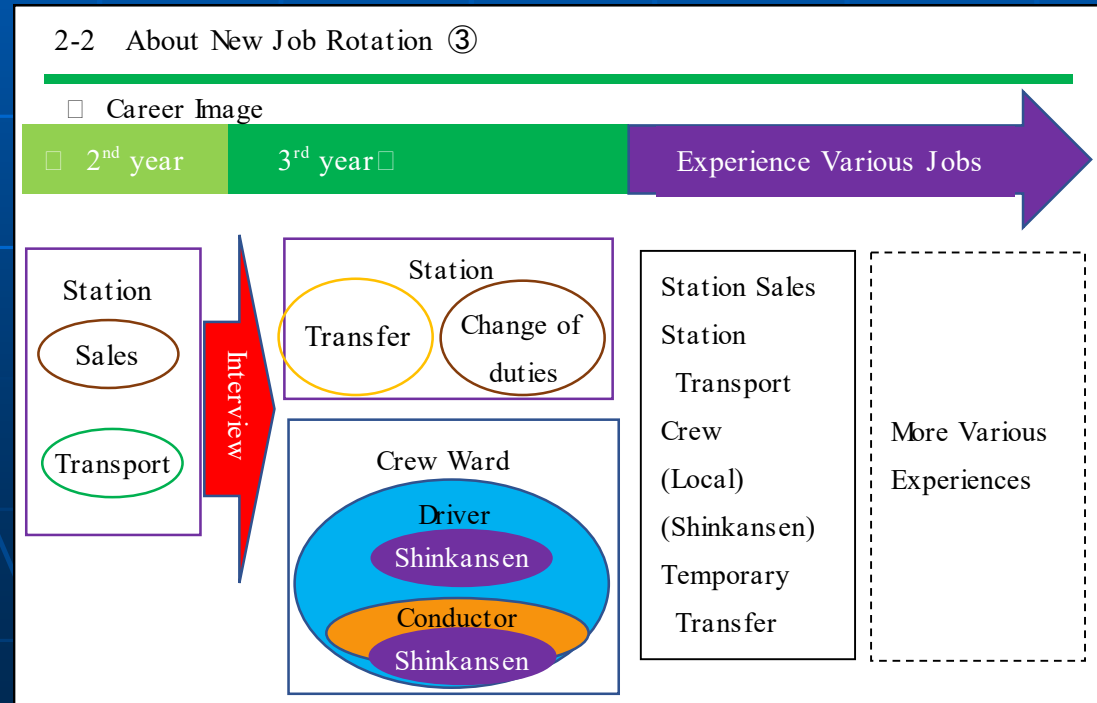 2-2 About New Job Rotation ③
□ Career Image
□ 2nd year
3rd year□
Experience Various Jobs
Station
Sales
Transport
Interview
Station
Transfer
Change of
duties
Crew Ward
Driver
Shinkansen
Conductor
Shinkansen
Station Sales
Station
Transport
Crew
(Local)
(Shinkansen)
Temporary
Transfer
More Various
Experiences